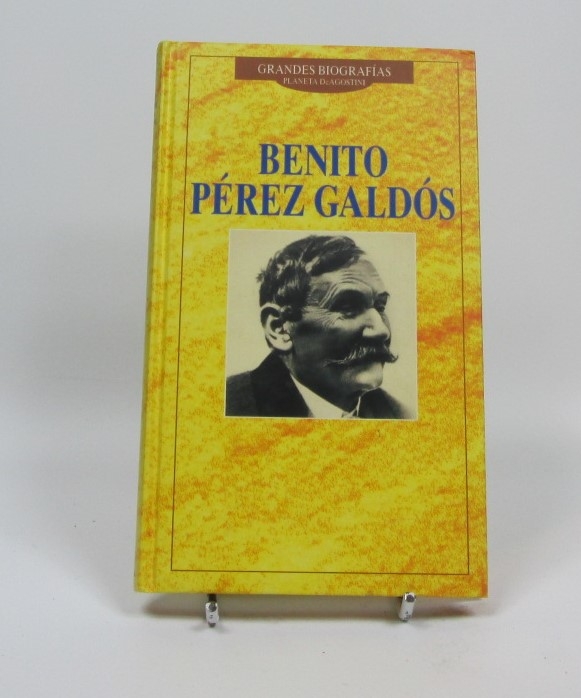 GRANDES BIOGRAFÍAS
PLANETA DeAGOSTINI
BENITO
PÉREZ GALDÓS